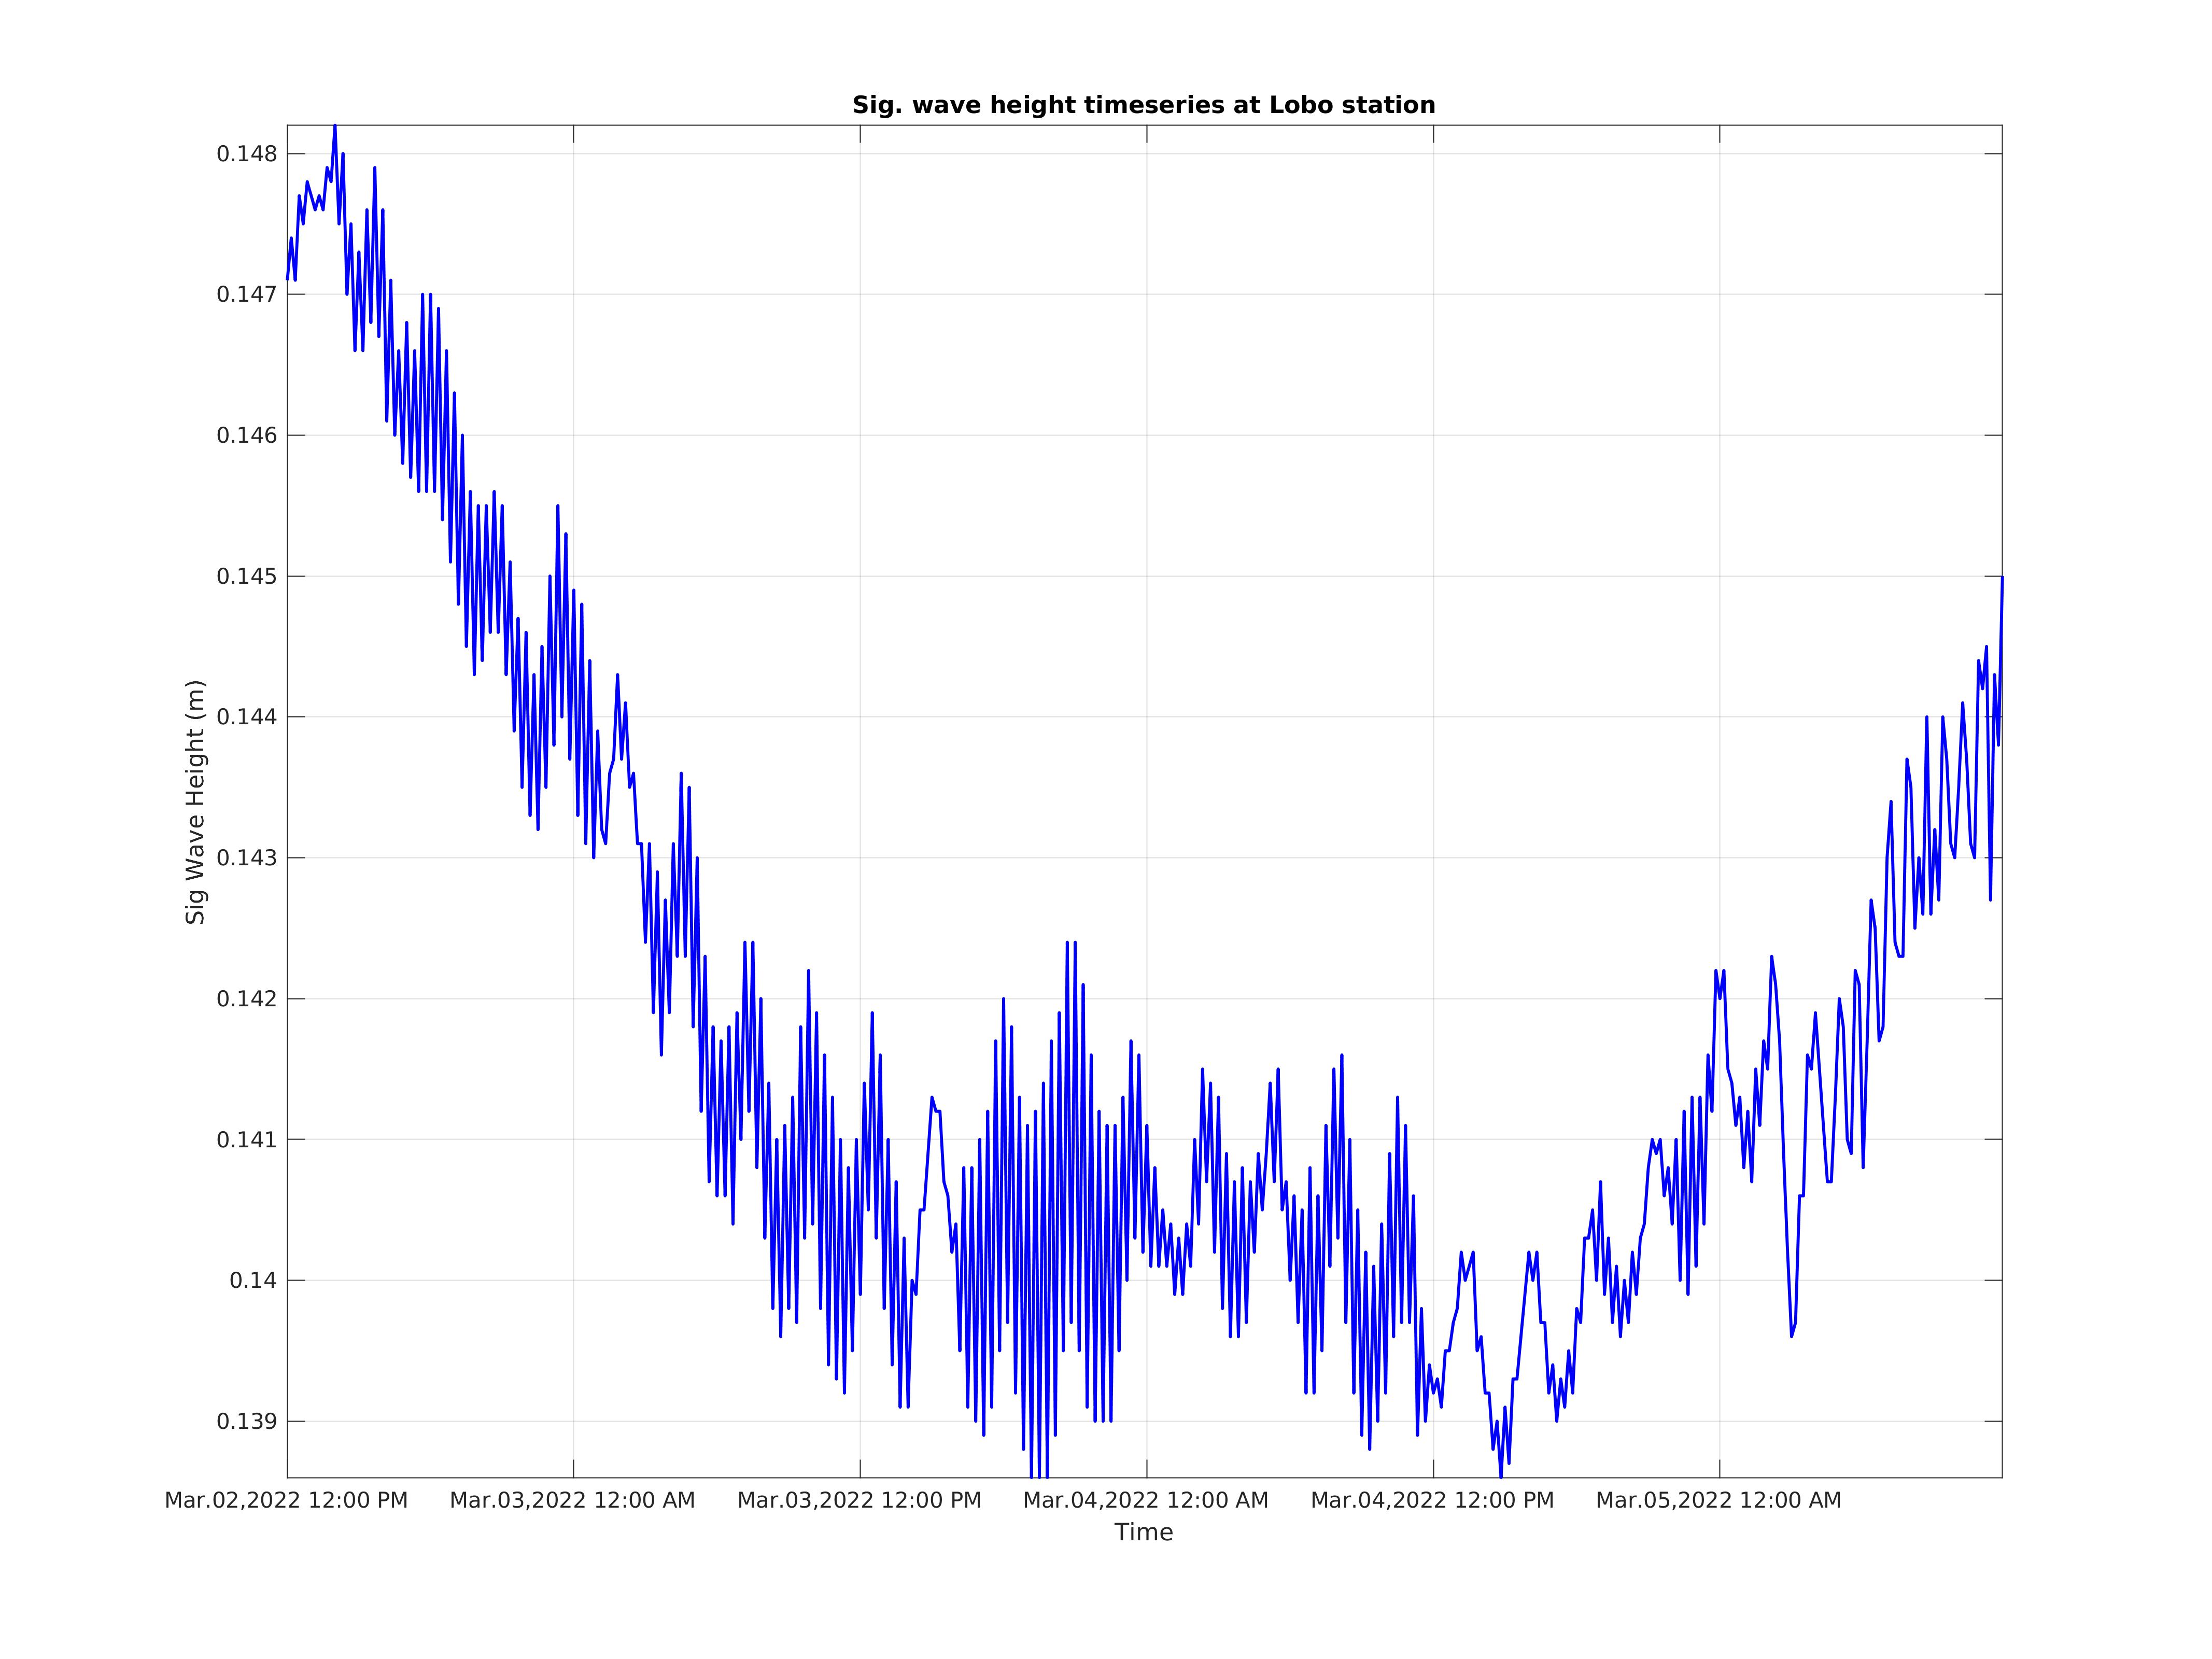 Sig. wave height timeseries at Lobo station
0.148
0.147
0.146
0.145
0.144
0.143
0.142
0.141
0.14
0.139
Sig Wave Height (m)
Mar.02,2022 12:00 PM Mar.03,2022 12:00 AM Mar.03,2022 12:00 PM Mar.04,2022 12:00 AM Mar.04,2022 12:00 PM Mar.05,2022 12:00 AM
Time